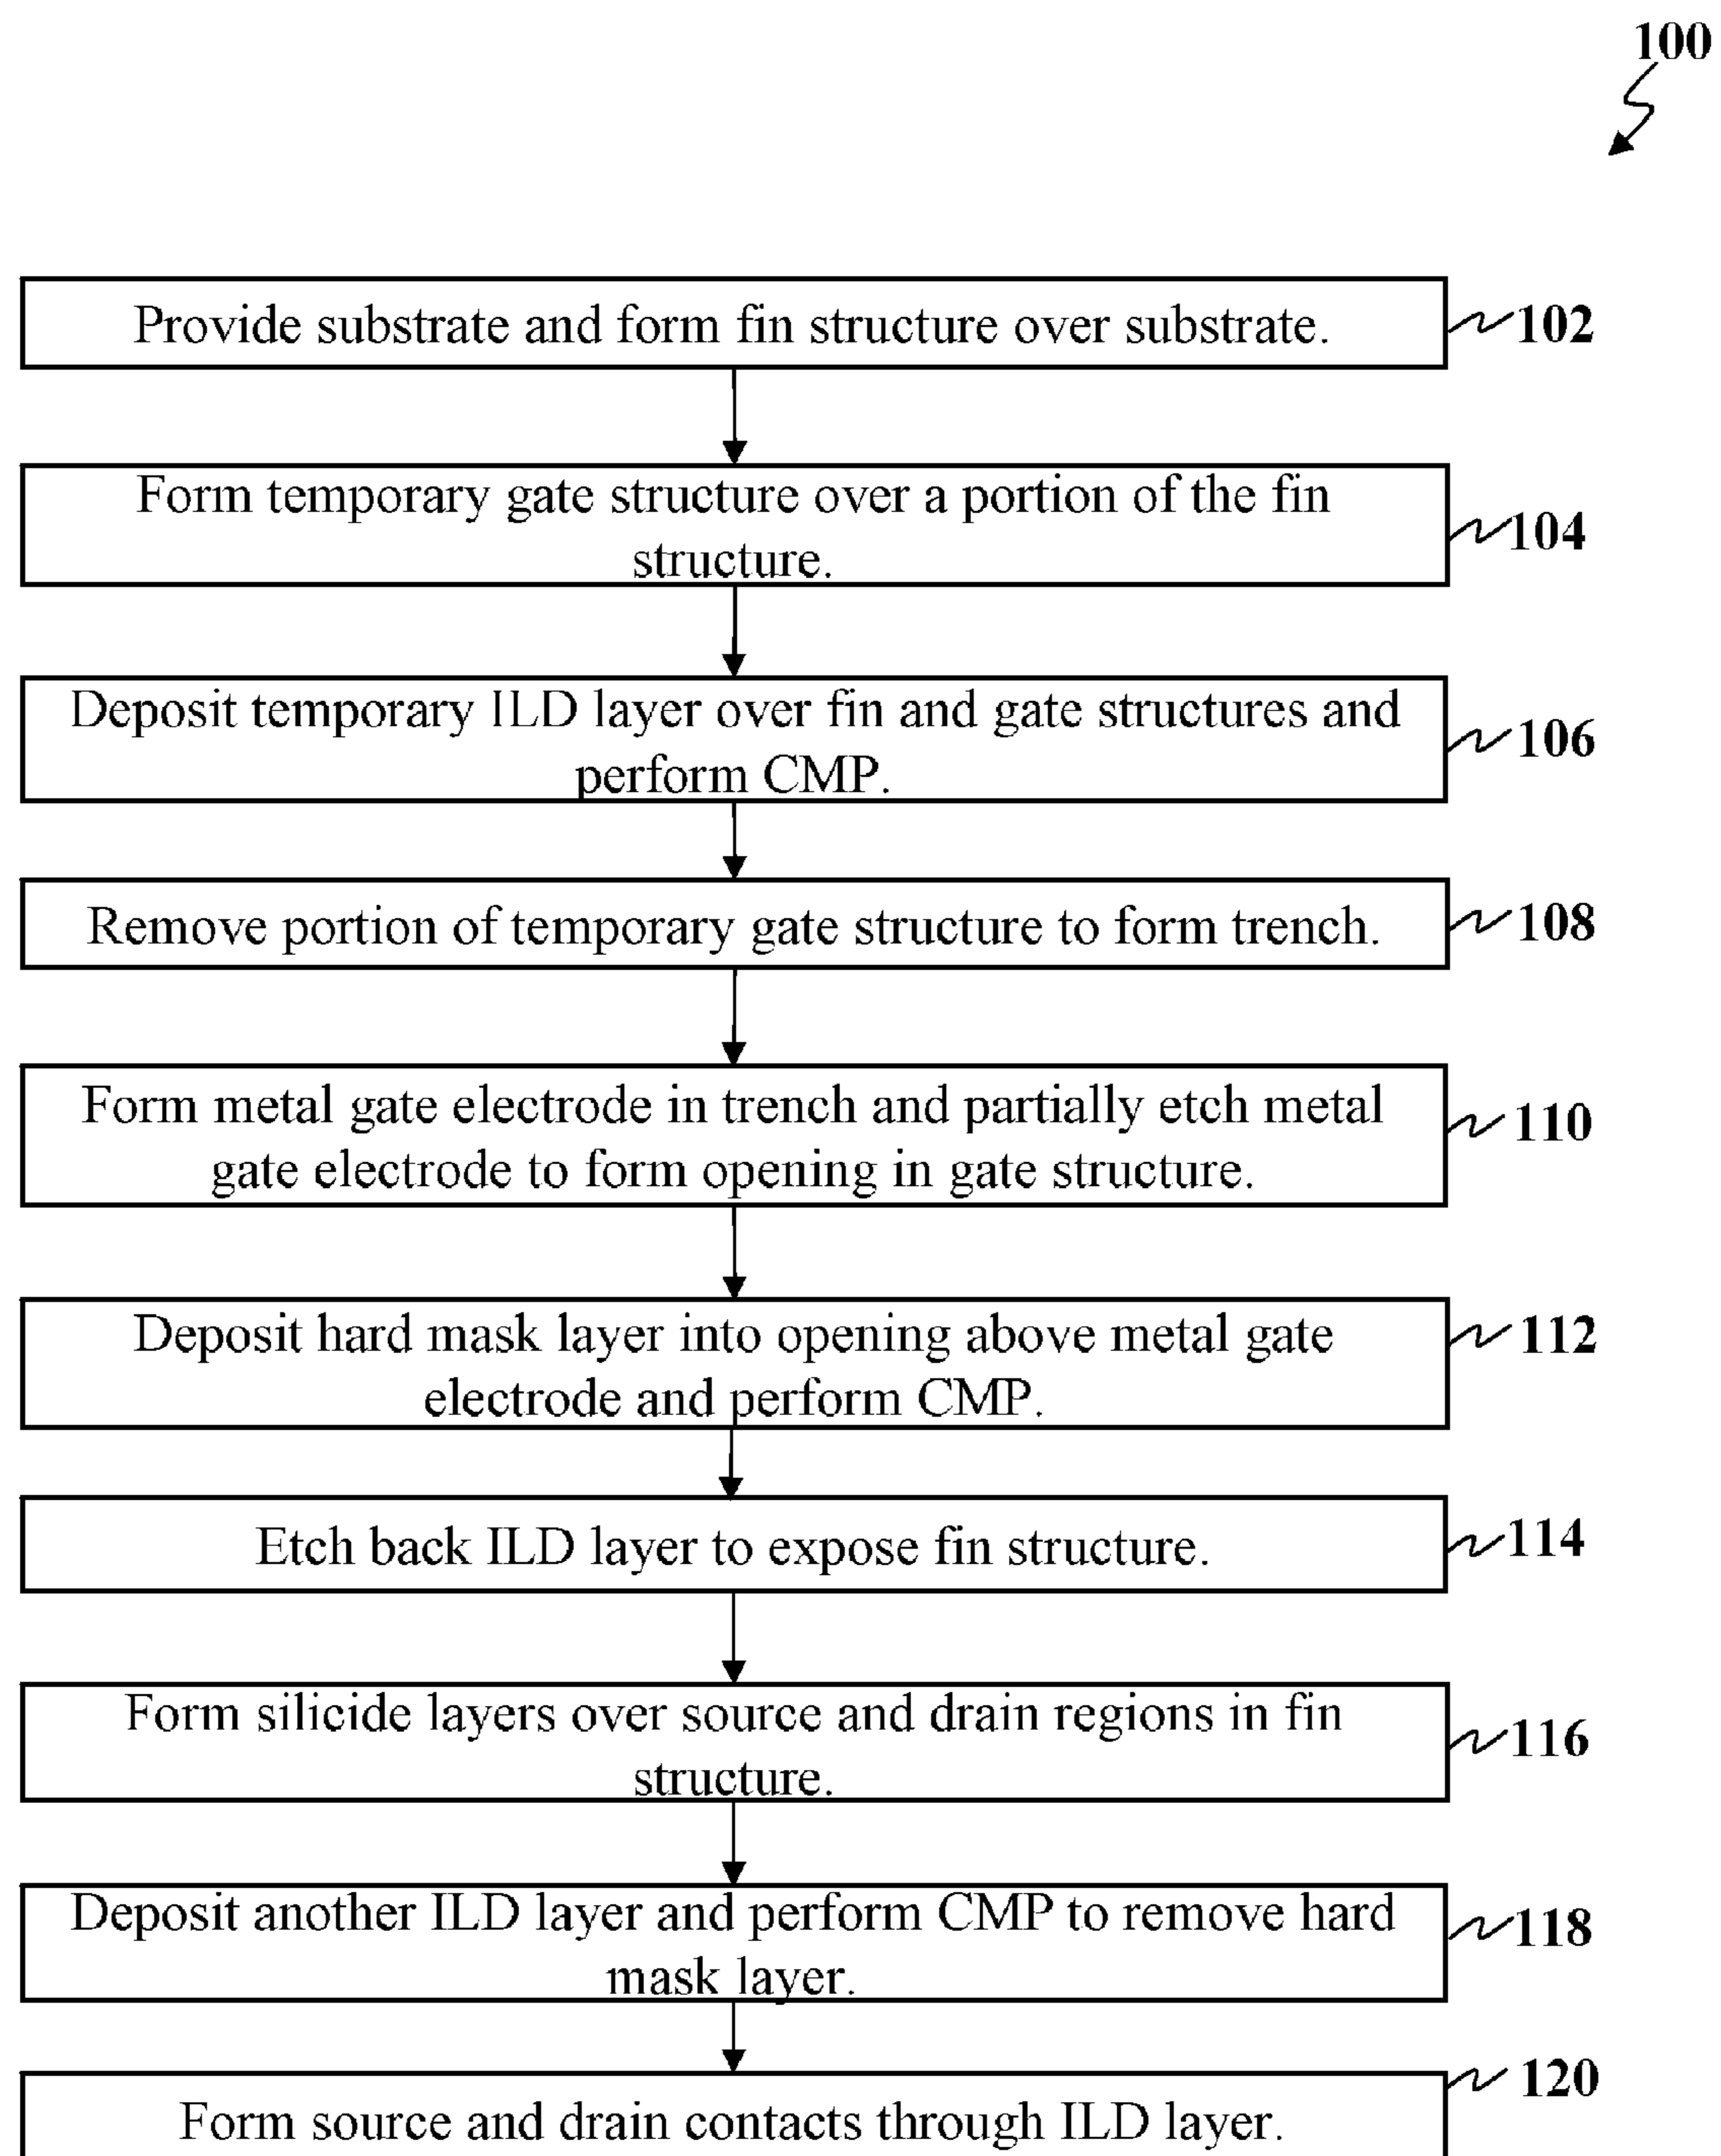 100
Provide substrate and form fin structure over substrate.
102
Form temporary gate structure over a portion of the fin
structure.
104
Deposit temporary ILD layer over fin and gate structures and
perform CMP.
106
Remove portion of temporary gate structure to form trench.
108
Form metal gate electrode in trench and partially etch metal
gate electrode to form opening in gate structure.
110
Deposit hard mask layer into opening above metal gate
electrode and perform CMP.
112
Etch back ILD layer to expose fin structure.
114
Form silicide layers over source and drain regions in fin
structure.
116
Deposit another ILD layer and perform CMP to remove hard
mask layer.
118
Form source and drain contacts through ILD layer.
120